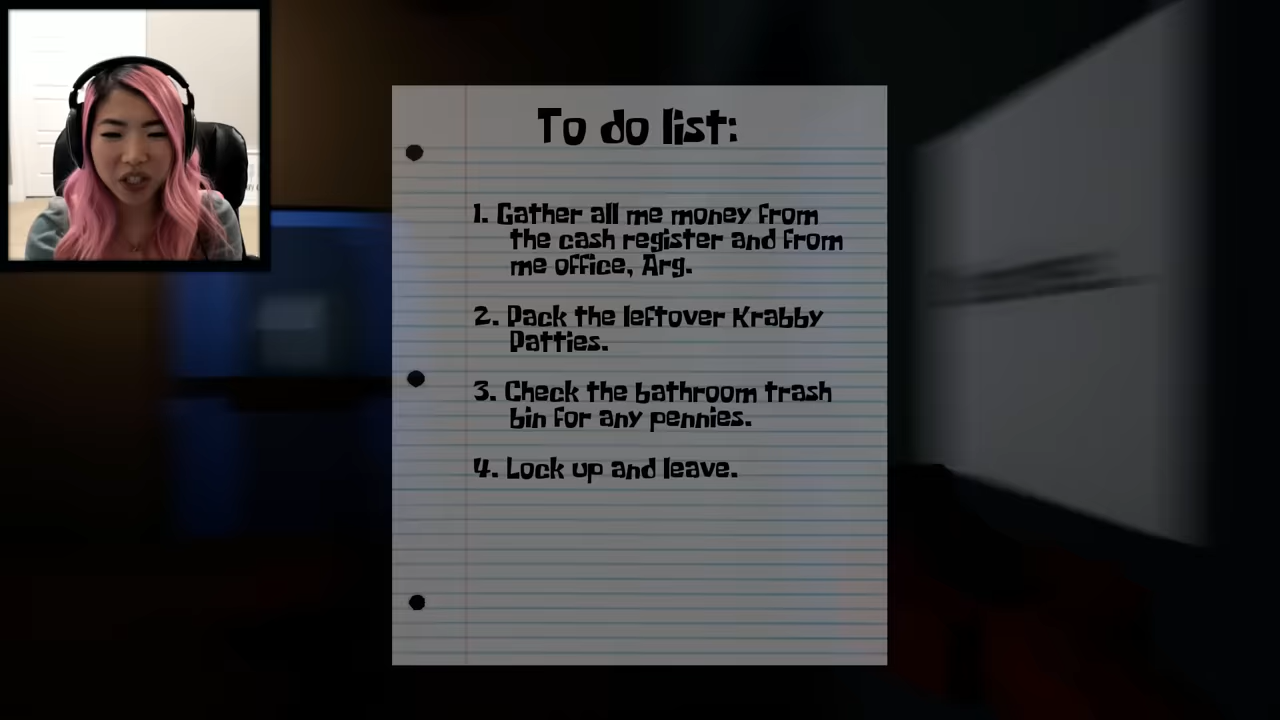 To do list:
1. Gather all me money from
the cash register and from
me office, Arg.
2. Pack the leftover Krabby
Patties.
3. Check the bathroom trash
bin for any pennies.
4. Lock up and leave.